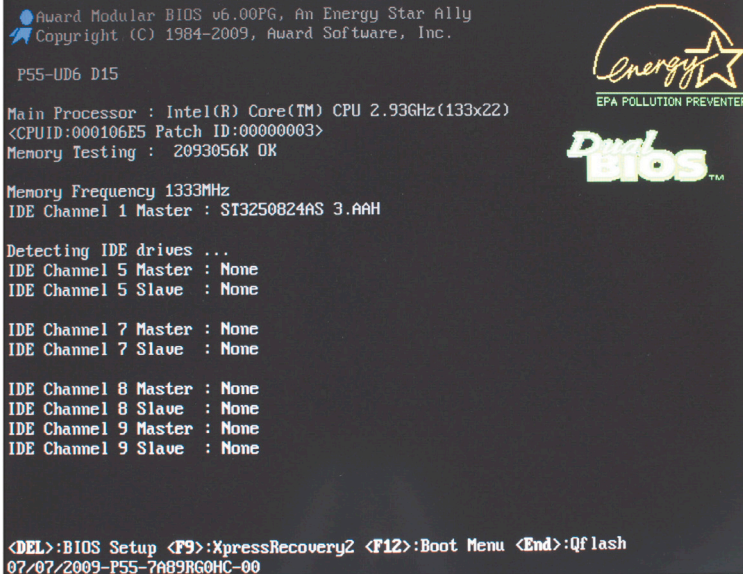 Award Modular BIOS v6.00PG, An Energy Star Ally
Copyright (C) 1984-2009, Award Software, Inc.
energy
EPA POLLUTION PREVENTER
Dual BIOS TM
P55-UD6 D15
Main Processor : Intel(R) Core(TM) CPU 2.93GHz(133x22)
<CPUID:000106E5 Patch ID:00000003>
Memory Testing : 2093056K OK
Memory Frequency 1333MHz
IDE Channel 1 Master : ST3250824AS 3.AAH
Detecting IDE drives ...
IDE Channel 5 Master : None
IDE Channel 5 Slave : None
IDE Channel 7 Master : None
IDE Channel 7 Slave : None
IDE Channel 8 Master : None
IDE Channel 8 Slave : None
IDE Channel 9 Master : None
IDE Channel 9 Slave : None
<DEL>:BIOS Setup <F9>:XpressRecovery2 <F12>:Boot Menu <End>:Qflash
07/07/2009-P55-7A89RG0HC-00